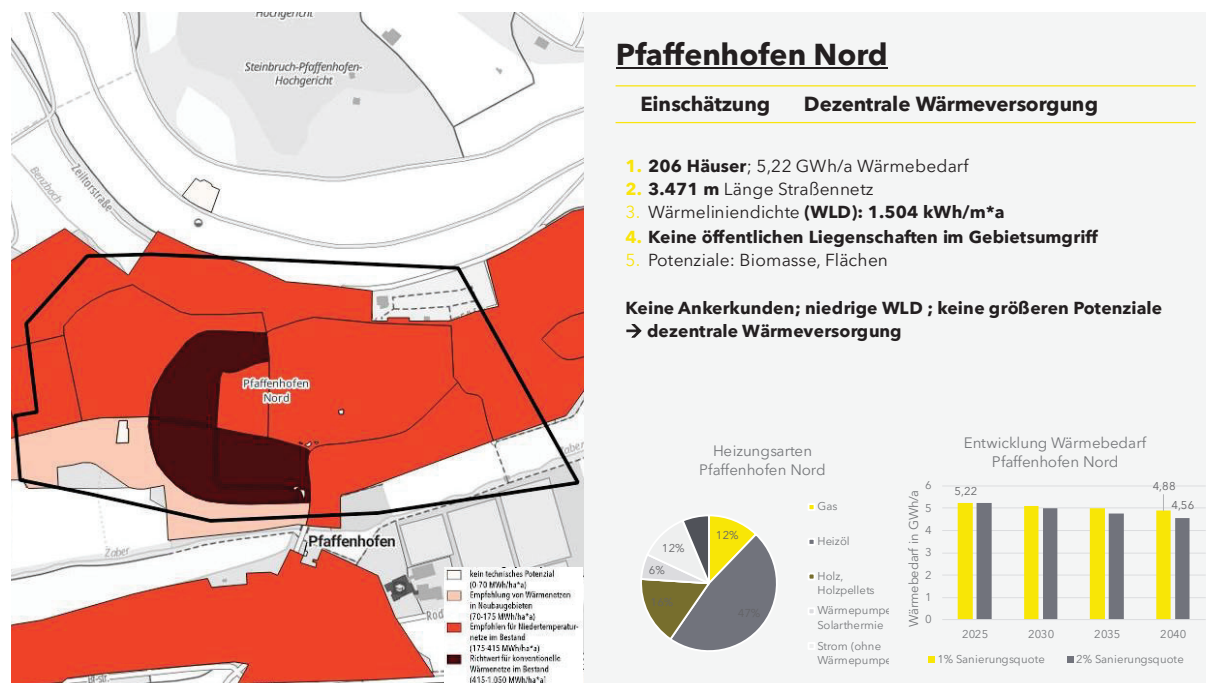 Hochgericht
Steinbruch-Pfaffenhofen-
Hochgericht
Benzbach
Zeiltorstraße
Pfaffenhofen
Nord
Zaber
Zaber
Pfaffenhofen
Rod
kein technisches Potenzial
(0-70 MWh/ha*a)
Empfehlung von Wärmenetzen
in Neubaugebieten
(70-175 MWh/ha*a)
Empfohlen für Niedertemperatur-
netze im Bestand
(175-415 MWh/ha*a)
Richtwert für konventionelle
Wärmenetze im Bestand
(415-1.050 MWh/ha*a)
Pfaffenhofen Nord
Einschätzung Dezentrale Wärmeversorgung
1. 206 Häuser; 5,22 GWh/a Wärmebedarf
2. 3.471 m Länge Straßennetz
3. Wärmeliniendichte (WLD): 1.504 kWh/m*a
4. Keine öffentlichen Liegenschaften im Gebietsumgriff
5. Potenziale: Biomasse, Flächen
Keine Ankerkunden; niedrige WLD ; keine größeren Potenziale
→ dezentrale Wärmeversorgung
Heizungsarten
Pfaffenhofen Nord
12%
47%
6%
12%
Gas
Heizöl
Holz,
Holzpellets
Wärmepumpe
Solarthermie
Strom (ohne
Wärmepumpe
Entwicklung Wärmebedarf
Pfaffenhofen Nord
Wärmebedarf in GWh/a
6
5
4
3
2
1
0
5,22
4,88
4,56
2025 2030 2035 2040
1% Sanierungsquote 2% Sanierungsquote